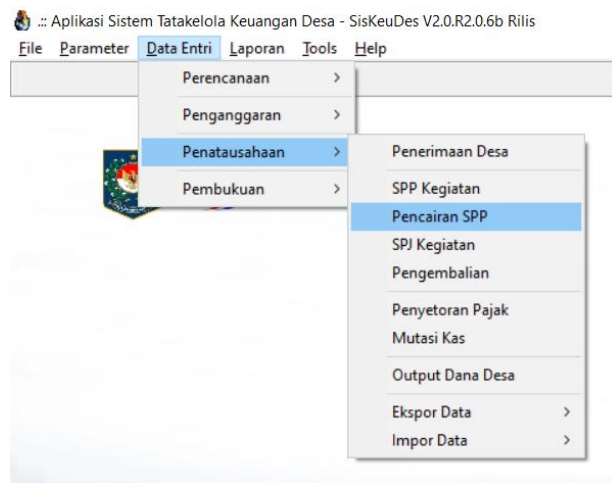 .:: Aplikasi Sistem Tatakelola Keuangan Desa - SisKeuDes V2.0.R2.0.6b Rilis
File Parameter Data Entri Laporan Tools Help
Perencanaan
Penganggaran
Penatausahaan
Pembukuan
Penerimaan Desa
SPP Kegiatan
Pencairan SPP
SPJ Kegiatan
Pengembalian
Penyetoran Pajak
Mutasi Kas
Output Dana Desa
Ekspor Data
Impor Data